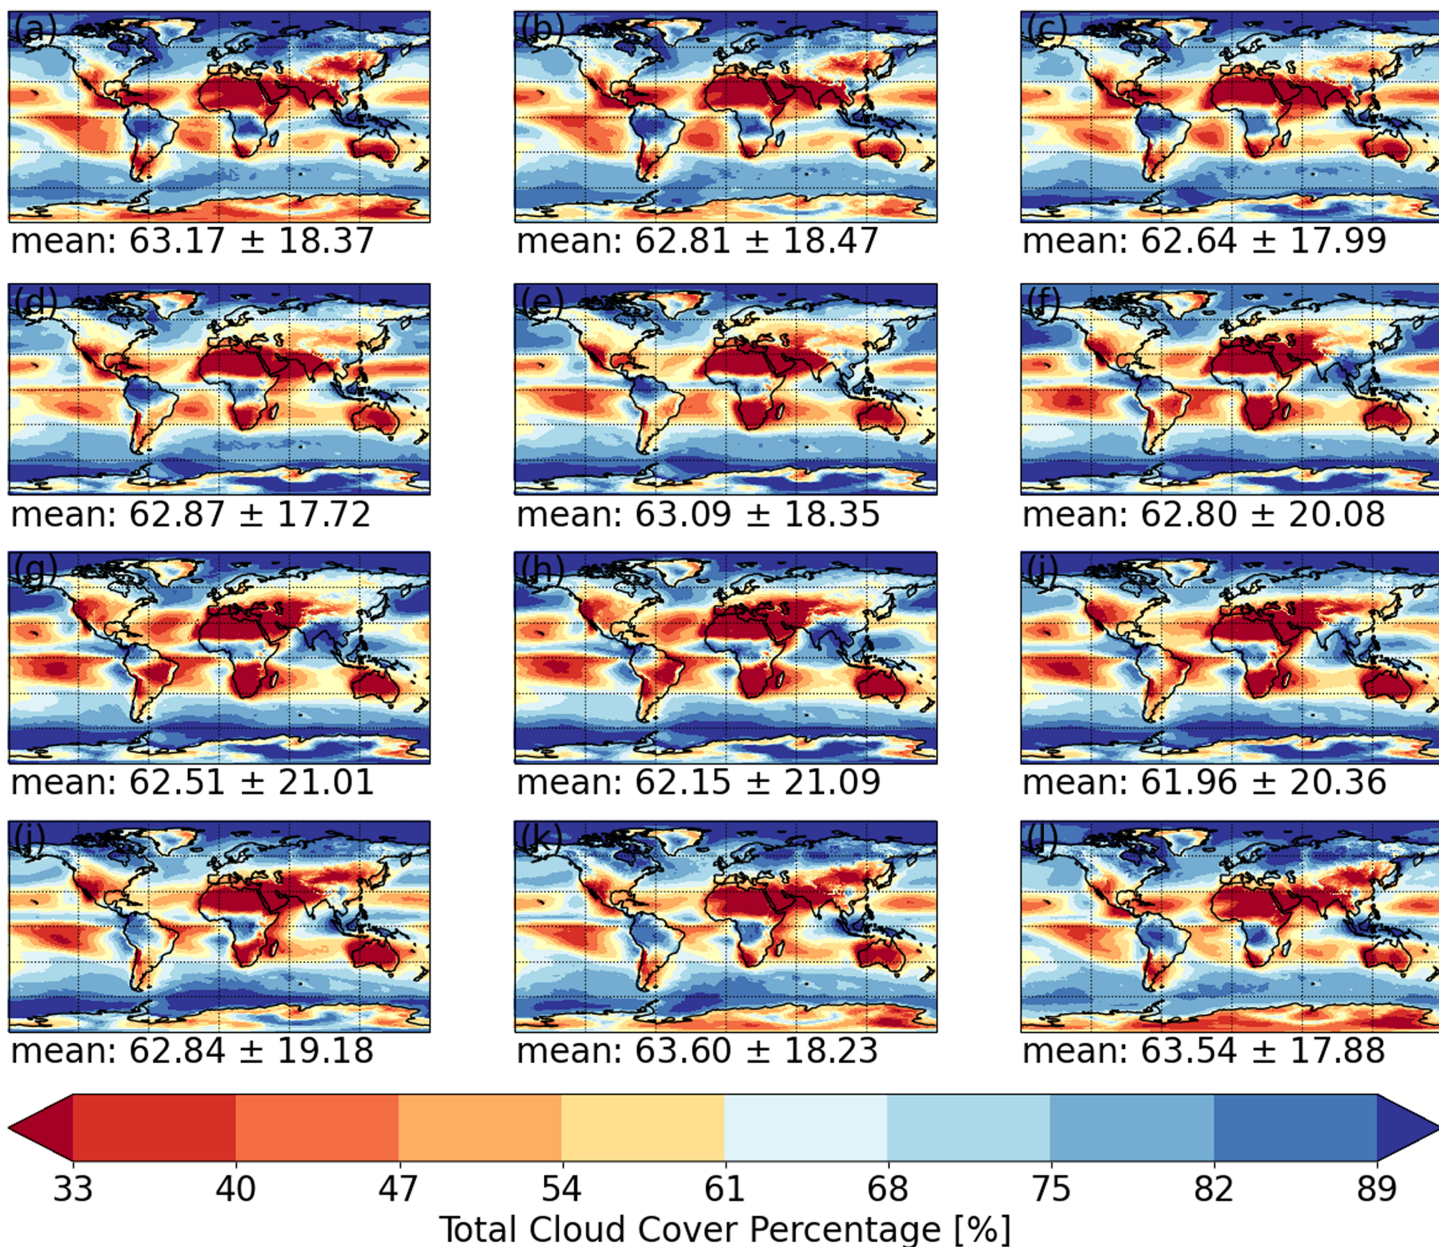 (a) (b) (c)
mean: 63.17 ± 18.37 mean: 62.81 ± 18.47 mean: 62.64 ± 17.99
(d) (e) (f)
mean: 62.87 ± 17.72 mean: 63.09 ± 18.35 mean: 62.80 ± 20.08
(g) (h) (i)
mean: 62.51 ± 21.01 mean: 62.15 ± 21.09 mean: 61.96 ± 20.36
(j) (k) (l)
mean: 62.84 ± 19.18 mean: 63.60 ± 18.23 mean: 63.54 ± 17.88
33 40 47 54 61 68 75 82 89
Total Cloud Cover Percentage [%]